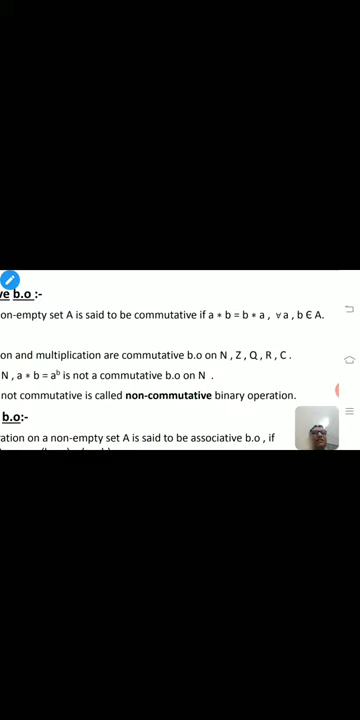 ve b.o :-
on-empty set A is said to be commutative if a * b = b * a , ∀ a , b Є A.
on and multiplication are commutative b.o on N , Z , Q , R , C .
N , a * b = aᵇ is not a commutative b.o on N .
not commutative is called non-commutative binary operation.
b.o:-
ration on a non-empty set A is said to be associative b.o , if